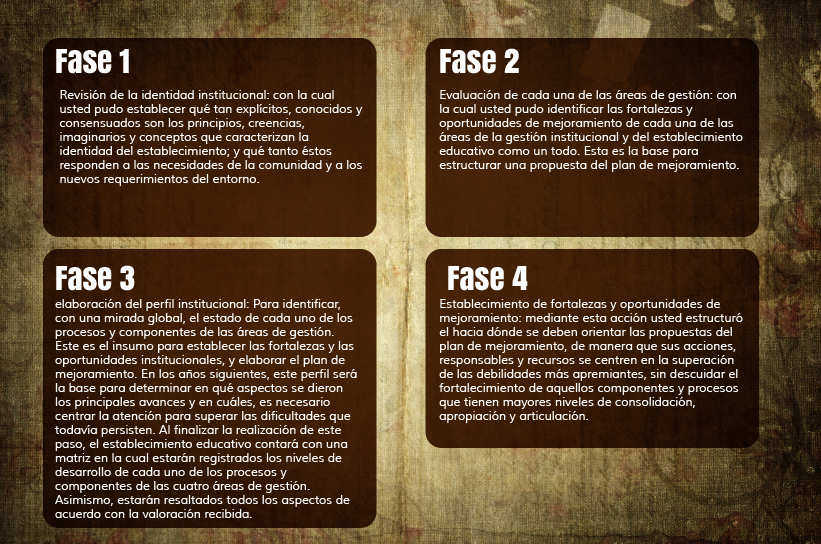 Fase 1
Revisión de la identidad institucional: con la cual
usted pudo establecer qué tan explícitos, conocidos y
consensuados son los principios, creencias,
imaginarios y conceptos que caracterizan la
identidad del establecimiento; y qué tanto éstos
responden a las necesidades de la comunidad y a los
nuevos requerimientos del entorno.
Fase 2
Evaluación de cada una de las áreas de gestión: con
la cual usted pudo identificar las fortalezas y
oportunidades de mejoramiento de cada una de las
áreas de la gestión institucional y del establecimiento
educativo como un todo. Esta es la base para
estructurar una propuesta del plan de mejoramiento.
Fase 3
elaboración del perfil institucional: Para identificar,
con una mirada global, el estado de cada uno de los
procesos y componentes de las áreas de gestión.
Este es el insumo para establecer las fortalezas y las
oportunidades institucionales, y elaborar el plan de
mejoramiento. En los años siguientes, este perfil será
la base para determinar en qué aspectos se dieron
los principales avances y en cuáles, es necesario
centrar la atención para superar las dificultades que
todavía persisten. Al finalizar la realización de este
paso, el establecimiento educativo contará con una
matriz en la cual estarán registrados los niveles de
desarrollo de cada uno de los procesos y
componentes de las cuatro áreas de gestión.
Asimismo, estarán resaltados todos los aspectos de
acuerdo con la valoración recibida.
Fase 4
Establecimiento de fortalezas y oportunidades de
mejoramiento: mediante esta acción usted estructuró
el hacia dónde se deben orientar las propuestas del
plan de mejoramiento, de manera que sus acciones,
responsables y recursos se centren en la superación
de las debilidades más apremiantes, sin descuidar el
fortalecimiento de aquellos componentes y procesos
que tienen mayores niveles de consolidación,
apropiación y articulación.